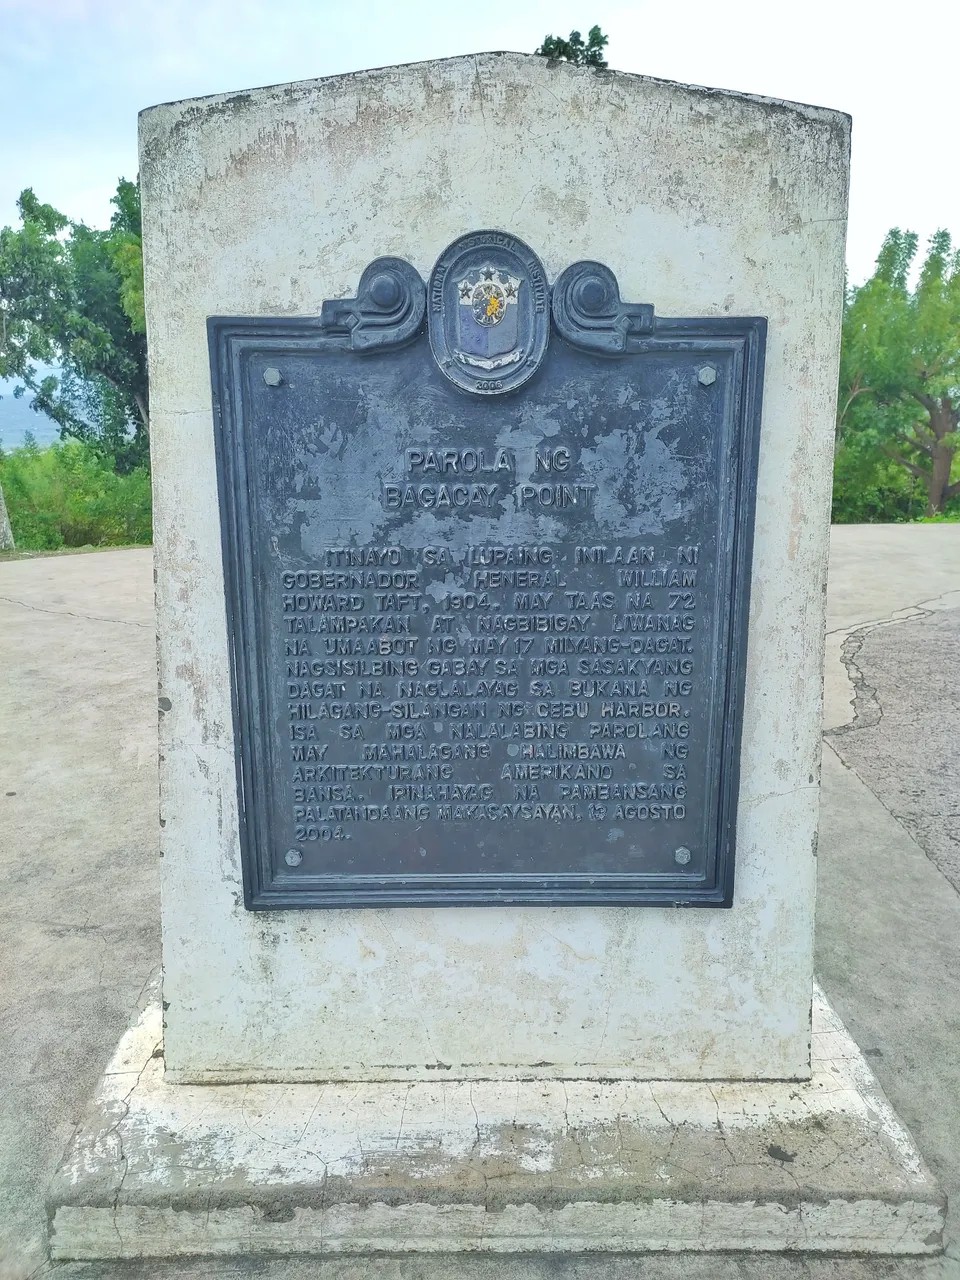 NATIONAL HISTORICAL INSTITUTE
2006
PAROLA NG
BAGACAY POINT
ITINAYO SA LUPAING INILAAN NI
GOBERNADOR HENERAL WILLIAM
HOWARD TAFT, 1904. MAY TAAS NA 72
TALAMPAKAN AT NAGBIBIGAY LIWANAG
NA UMAABOT NG MAY 17 MILYANG-DAGAT.
NAGSISILBING GABAY SA MGA SASAKYANG
DAGAT NA NAGLALAYAG SA BUKANA NG
HILAGANG-SILANGAN NG CEBU HARBOR.
ISA SA MGA NALALABING PAROLANG
MAY MAHALAGANG HALIMBAWA NG
ARKITEKTURANG AMERIKANO SA
BANSA. IPINAHAYAG NA PAMBANSANG
PALATANDAANG MAKASAYSAYAN, AGOSTO
2004.